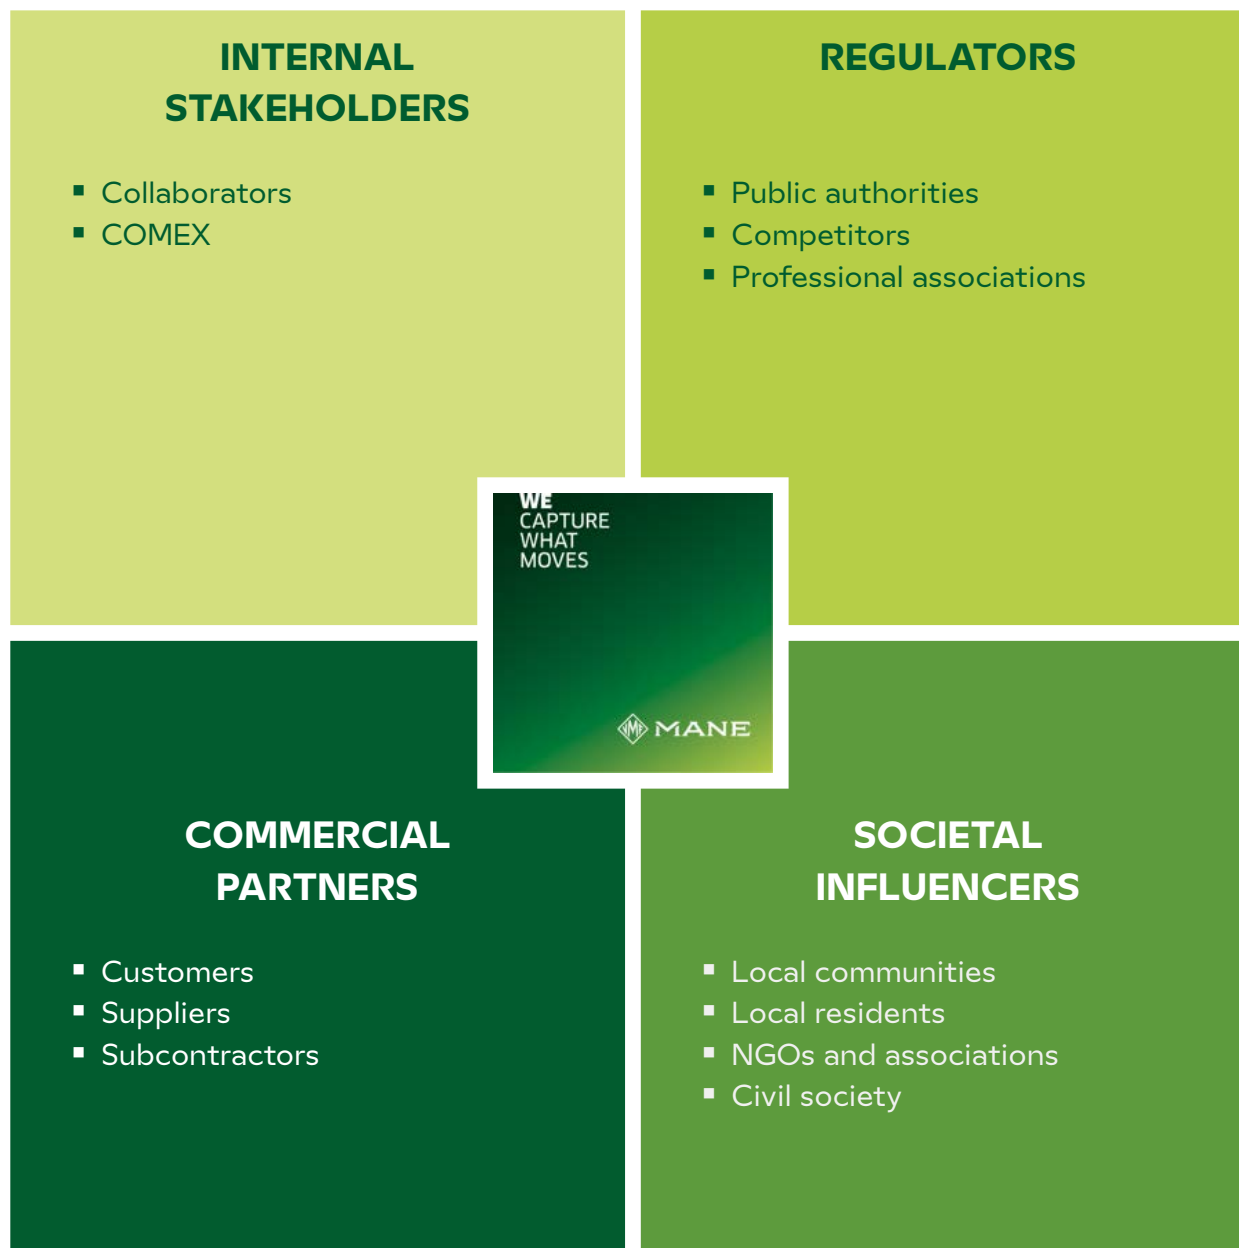 INTERNAL
STAKEHOLDERS
▪ Collaborators
▪ COMEX
REGULATORS
▪ Public authorities
▪ Competitors
▪ Professional associations
WE
CAPTURE
WHAT
MOVES
VMF MANE
COMMERCIAL
PARTNERS
▪ Customers
▪ Suppliers
▪ Subcontractors
SOCIETAL
INFLUENCERS
▪ Local communities
▪ Local residents
▪ NGOs and associations
▪ Civil society